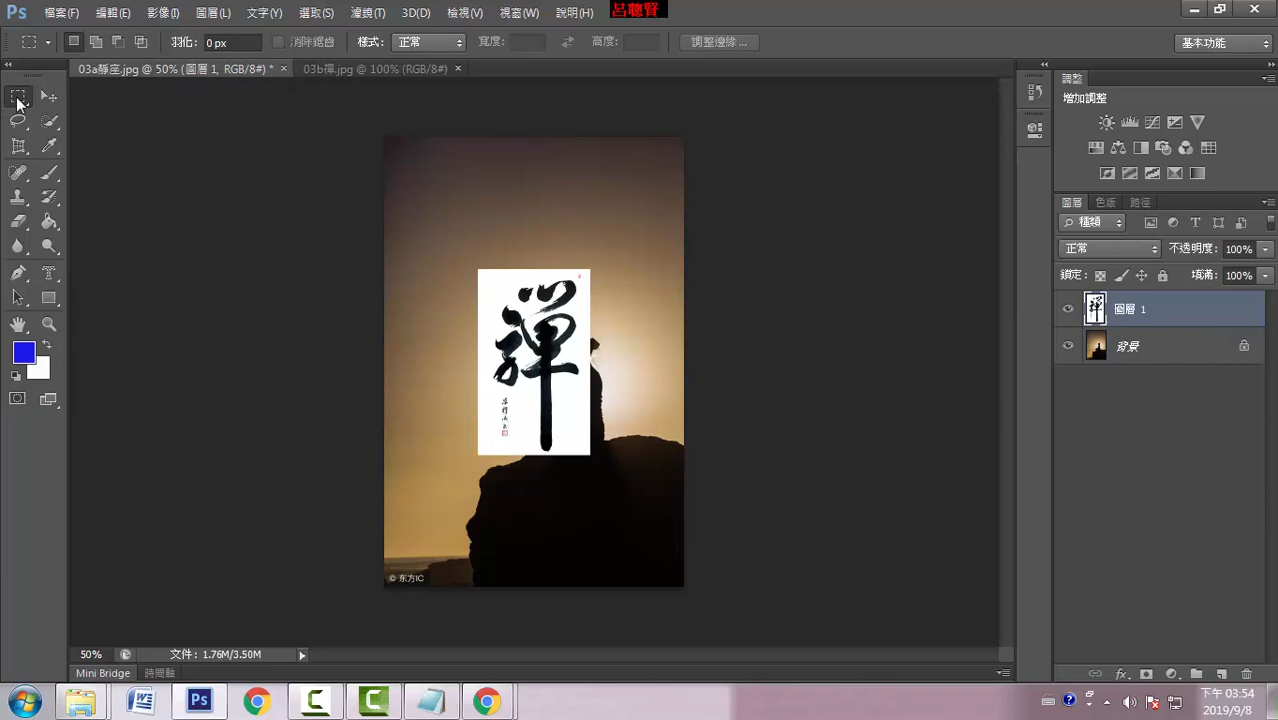 Ps 檔案(F) 編輯(E) 影像(I) 圖層(L) 文字(Y) 選取(S) 濾鏡(T) 3D(D) 檢視(V) 視窗(W) 說明(H) 呂聰賢
羽化: 0 px 消除鋸齒 樣式: 正常 寬度: 高度: 調整邊緣... 基本功能
03a靜座.jpg @ 50% (圖層 1, RGB/8#) * × 03b禪.jpg @ 100% (RGB/8#) ×
調整
增加調整
圖層 色版 路徑
種類
正常 不透明度: 100%
鎖定: 填滿: 100%
圖層 1
背景
禪
© 东方IC
50% 文件: 1.76M/3.50M
Mini Bridge 時間軸
下午 03:54
2019/9/8